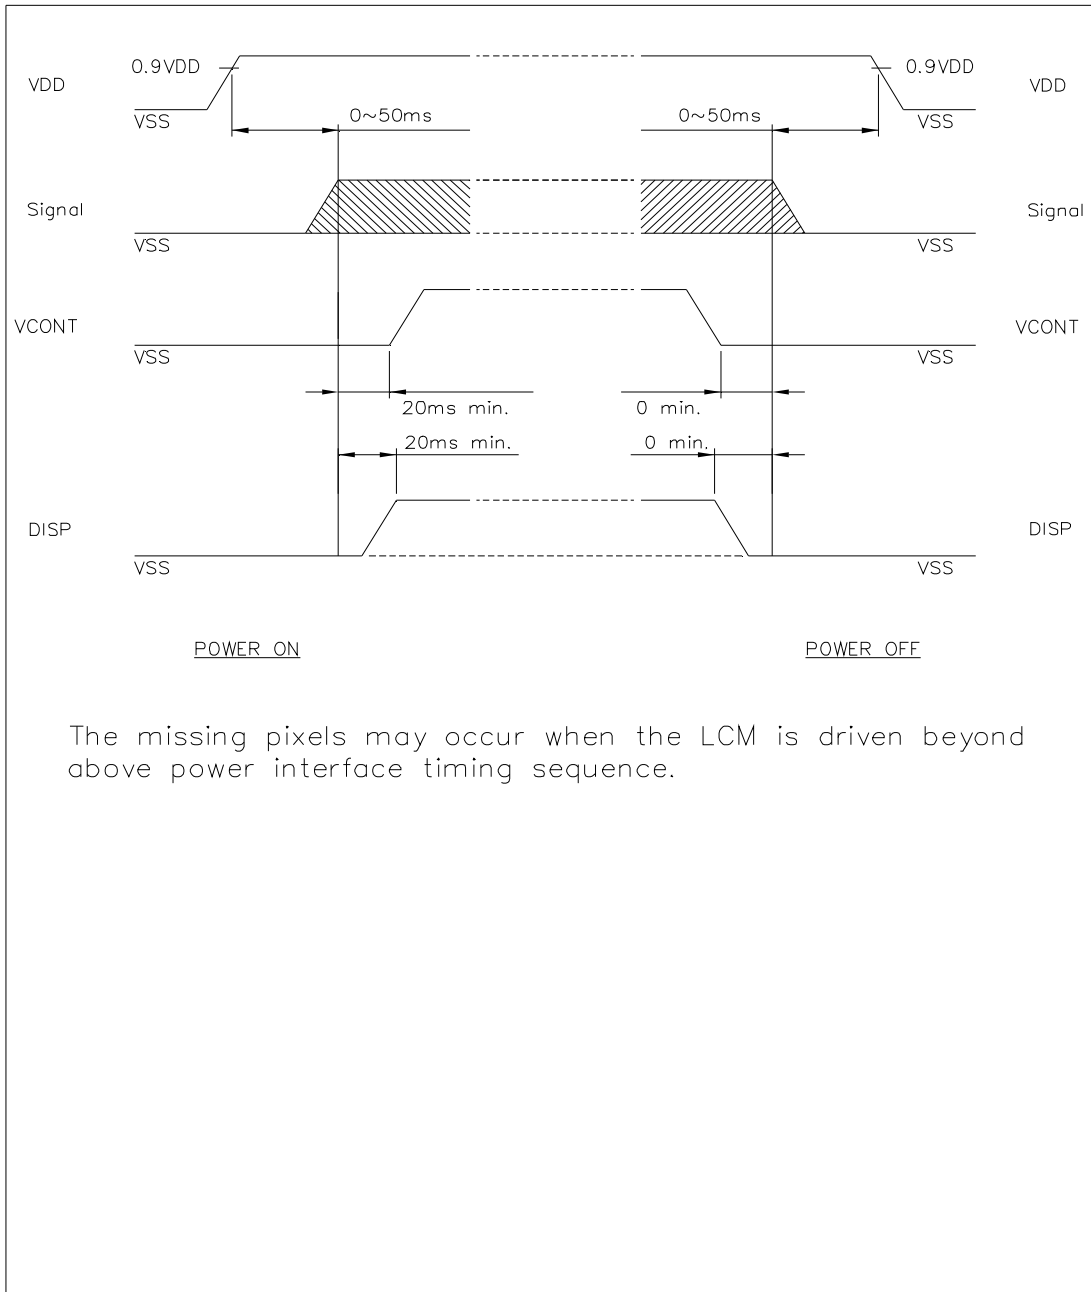 0.9VDD 0.9VDD
VDD VDD
VSS 0~50ms 0~50ms VSS
Signal Signal
VSS VSS
VCONT VCONT
VSS VSS
20ms min. 0 min.
20ms min. 0 min.
DISP DISP
VSS VSS
POWER ON POWER OFF
The missing pixels may occur when the LCM is driven beyond
above power interface timing sequence.